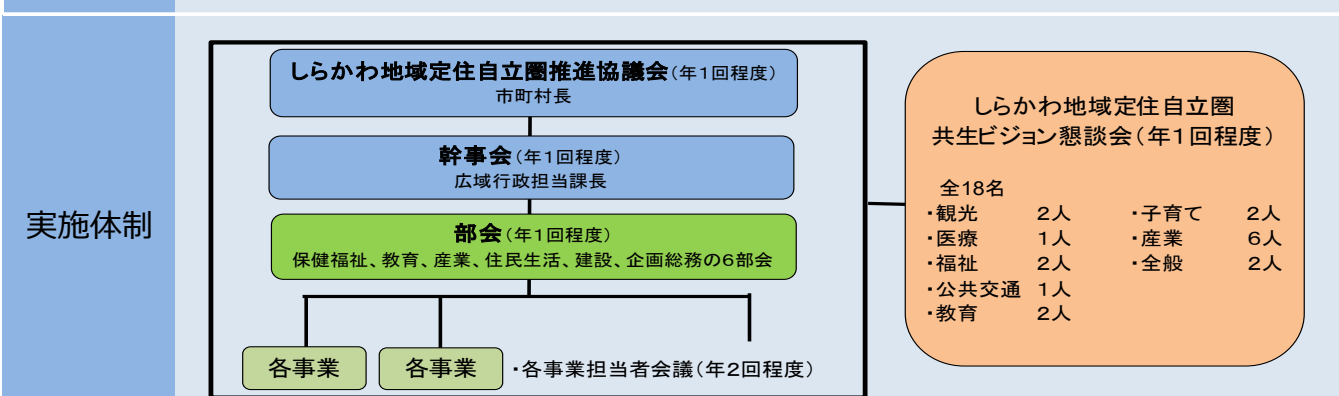 実施体制
しらかわ地域定住自立圏推進協議会(年1回程度)
市町村長
幹事会(年1回程度)
広域行政担当課長
部会(年1回程度)
保健福祉、教育、産業、住民生活、建設、企画総務の6部会
各事業
各事業
・各事業担当者会議(年2回程度)
しらかわ地域定住自立圏
共生ビジョン懇談会(年1回程度)
全18名
・観光 2人 ・子育て 2人
・医療 1人 ・産業 6人
・福祉 2人 ・全般 2人
・公共交通 1人
・教育 2人